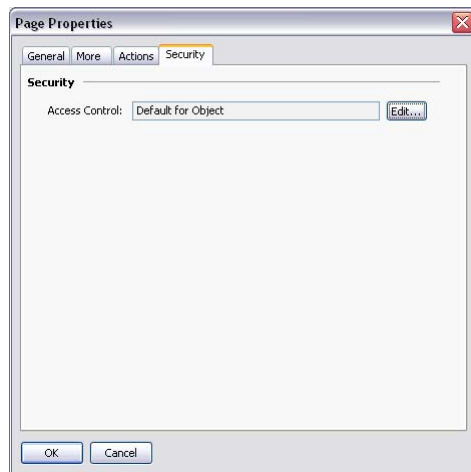 Page Properties
General More Actions Security
Security
Access Control: Default for Object Edit...
OK Cancel